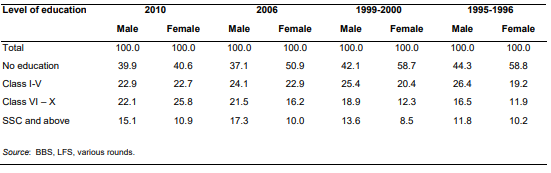 Level of education 2010 2006 1999-2000 1995-1996
Male Female Male Female Male Female Male Female
Total 100.0 100.0 100.0 100.0 100.0 100.0 100.0 100.0
No education 39.9 40.6 37.1 50.9 42.1 58.7 44.3 58.8
Class I-V 22.9 22.7 24.1 22.9 25.4 20.4 26.4 19.2
Class VI – X 22.1 25.8 21.5 16.2 18.9 12.3 16.5 11.9
SSC and above 15.1 10.9 17.3 10.0 13.6 8.5 11.8 10.2
Source: BBS, LFS, various rounds.